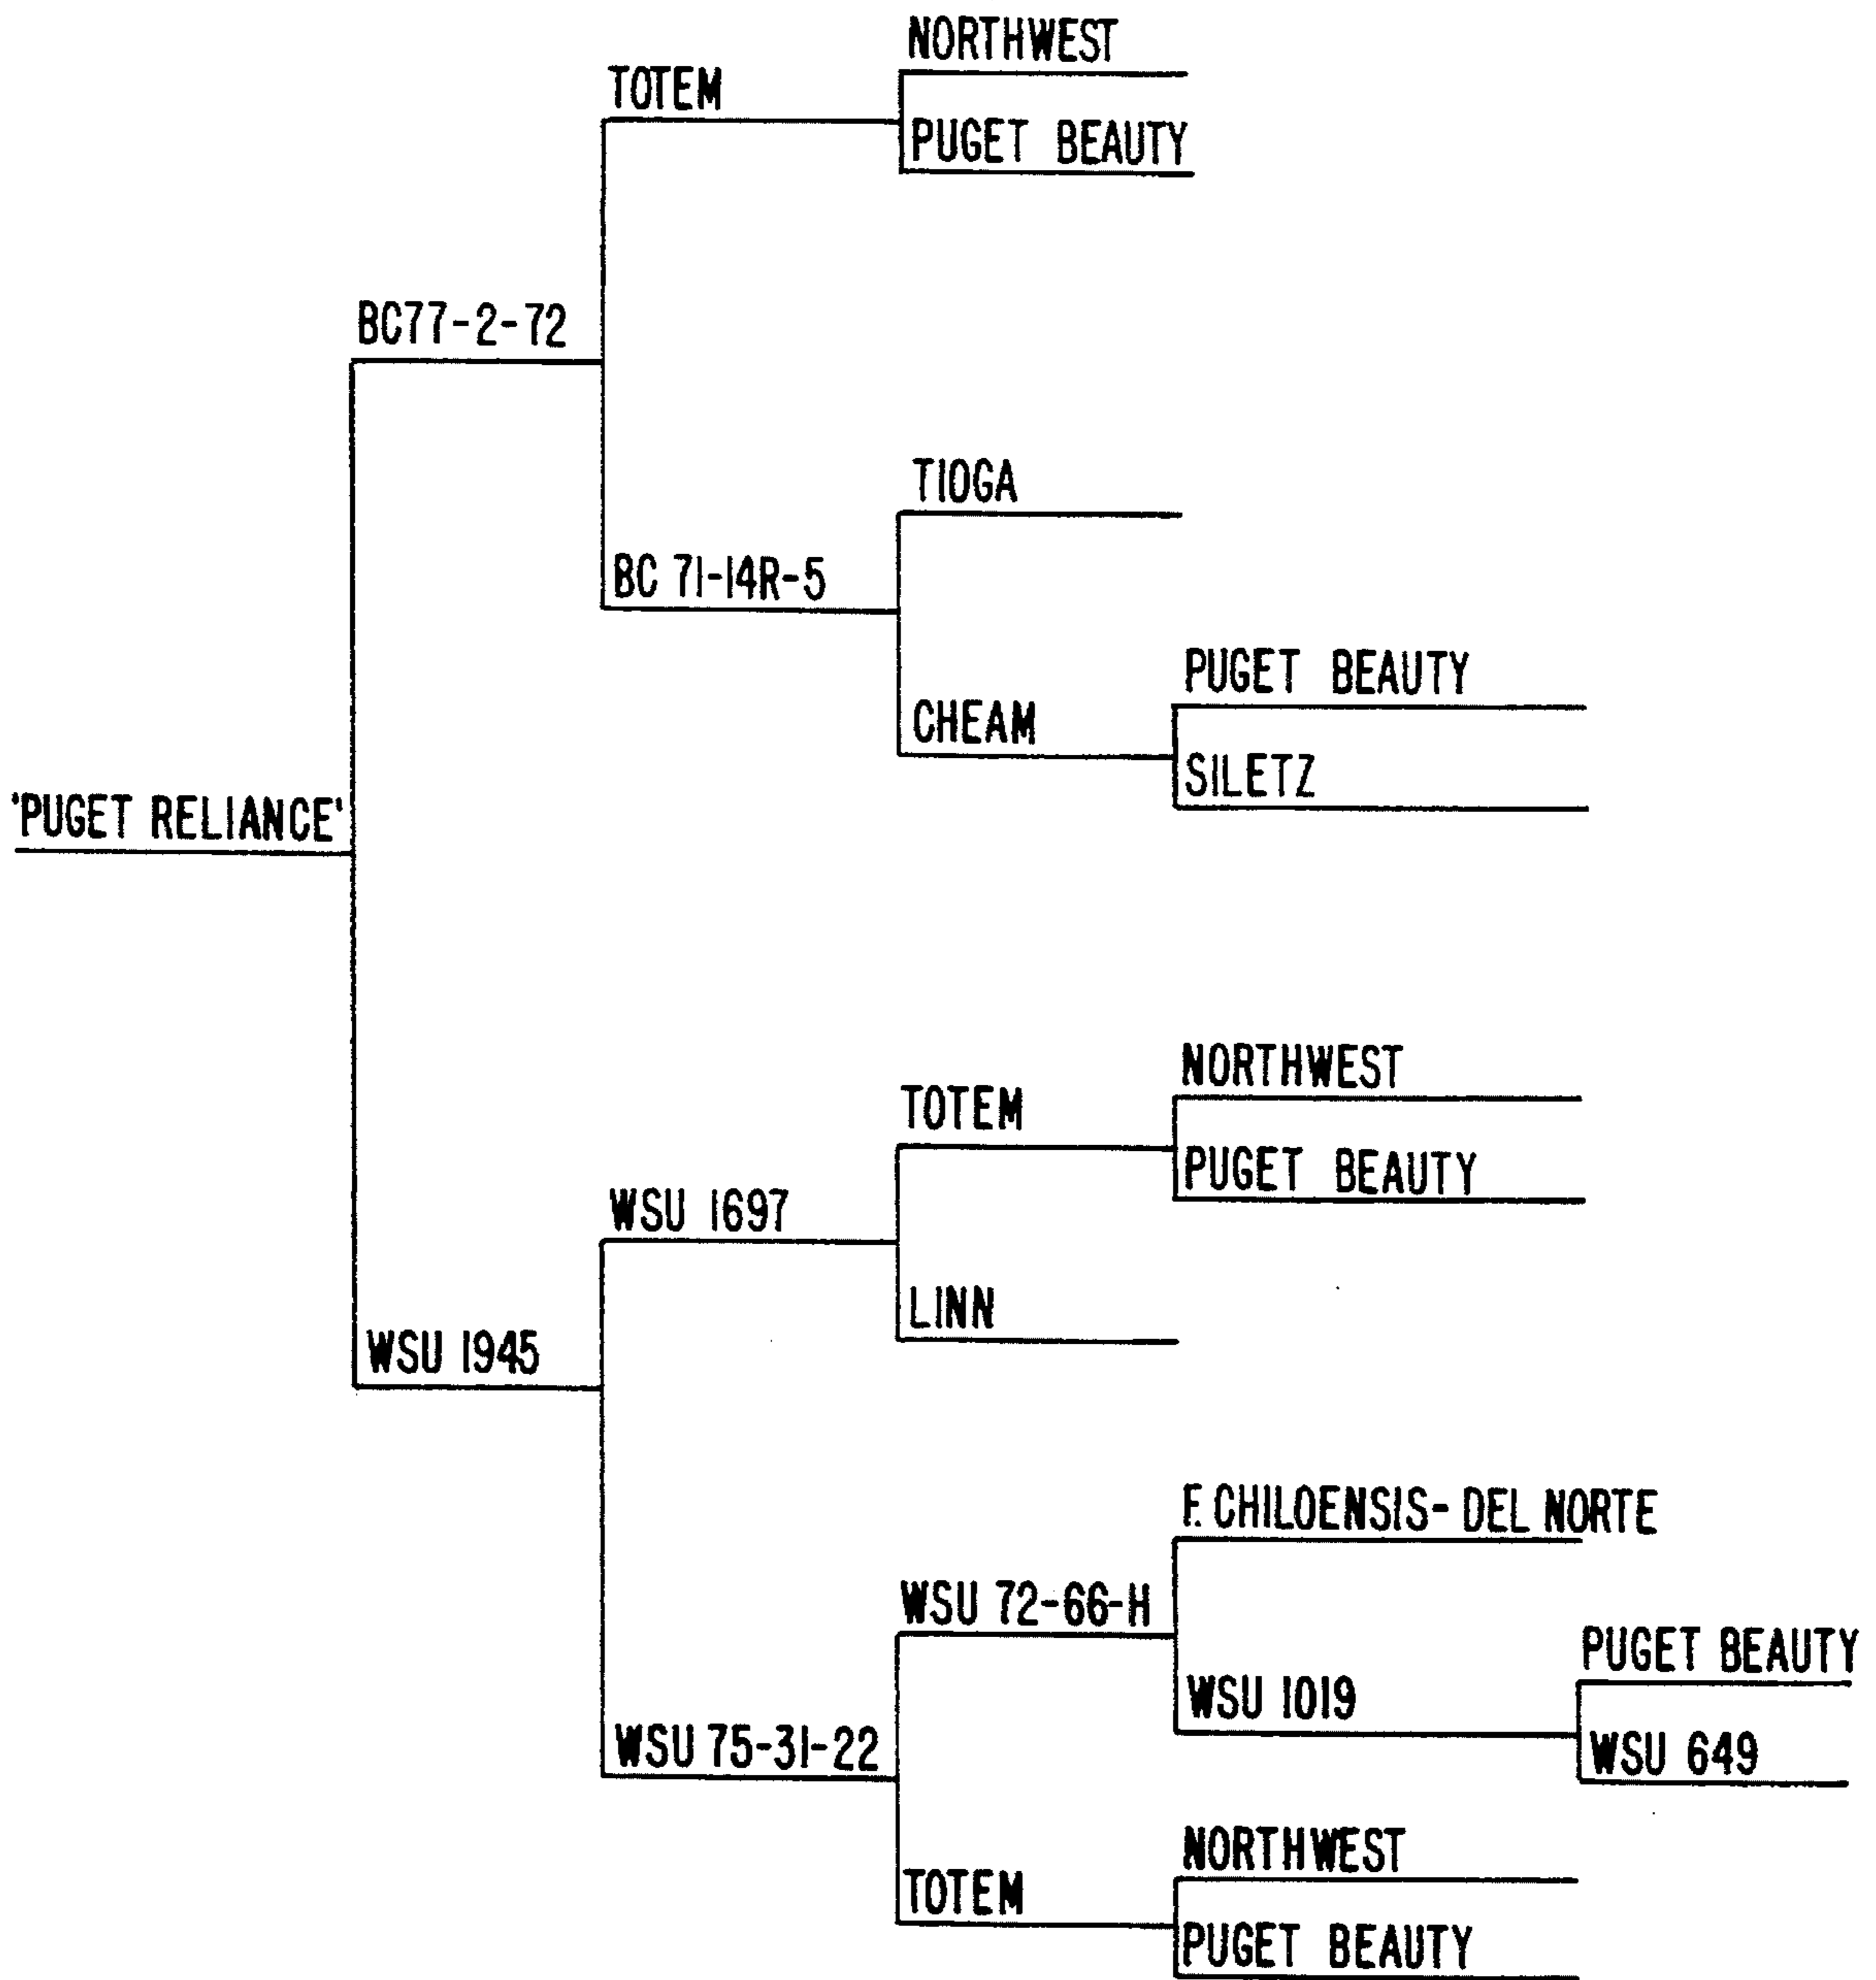 NORTHWEST
TOTEM
PUGET BEAUTY
BC77-2-72
TIOGA
BC 71-14R-5
PUGET BEAUTY
CHEAM
SILETZ
'PUGET RELIANCE'
NORTHWEST
TOTEM
PUGET BEAUTY
WSU 1697
LINN
WSU 1945
F. CHILOENSIS- DEL NORTE
WSU 72-66-H
PUGET BEAUTY
WSU 1019
WSU 75-31-22
WSU 649
NORTHWEST
TOTEM
PUGET BEAUTY